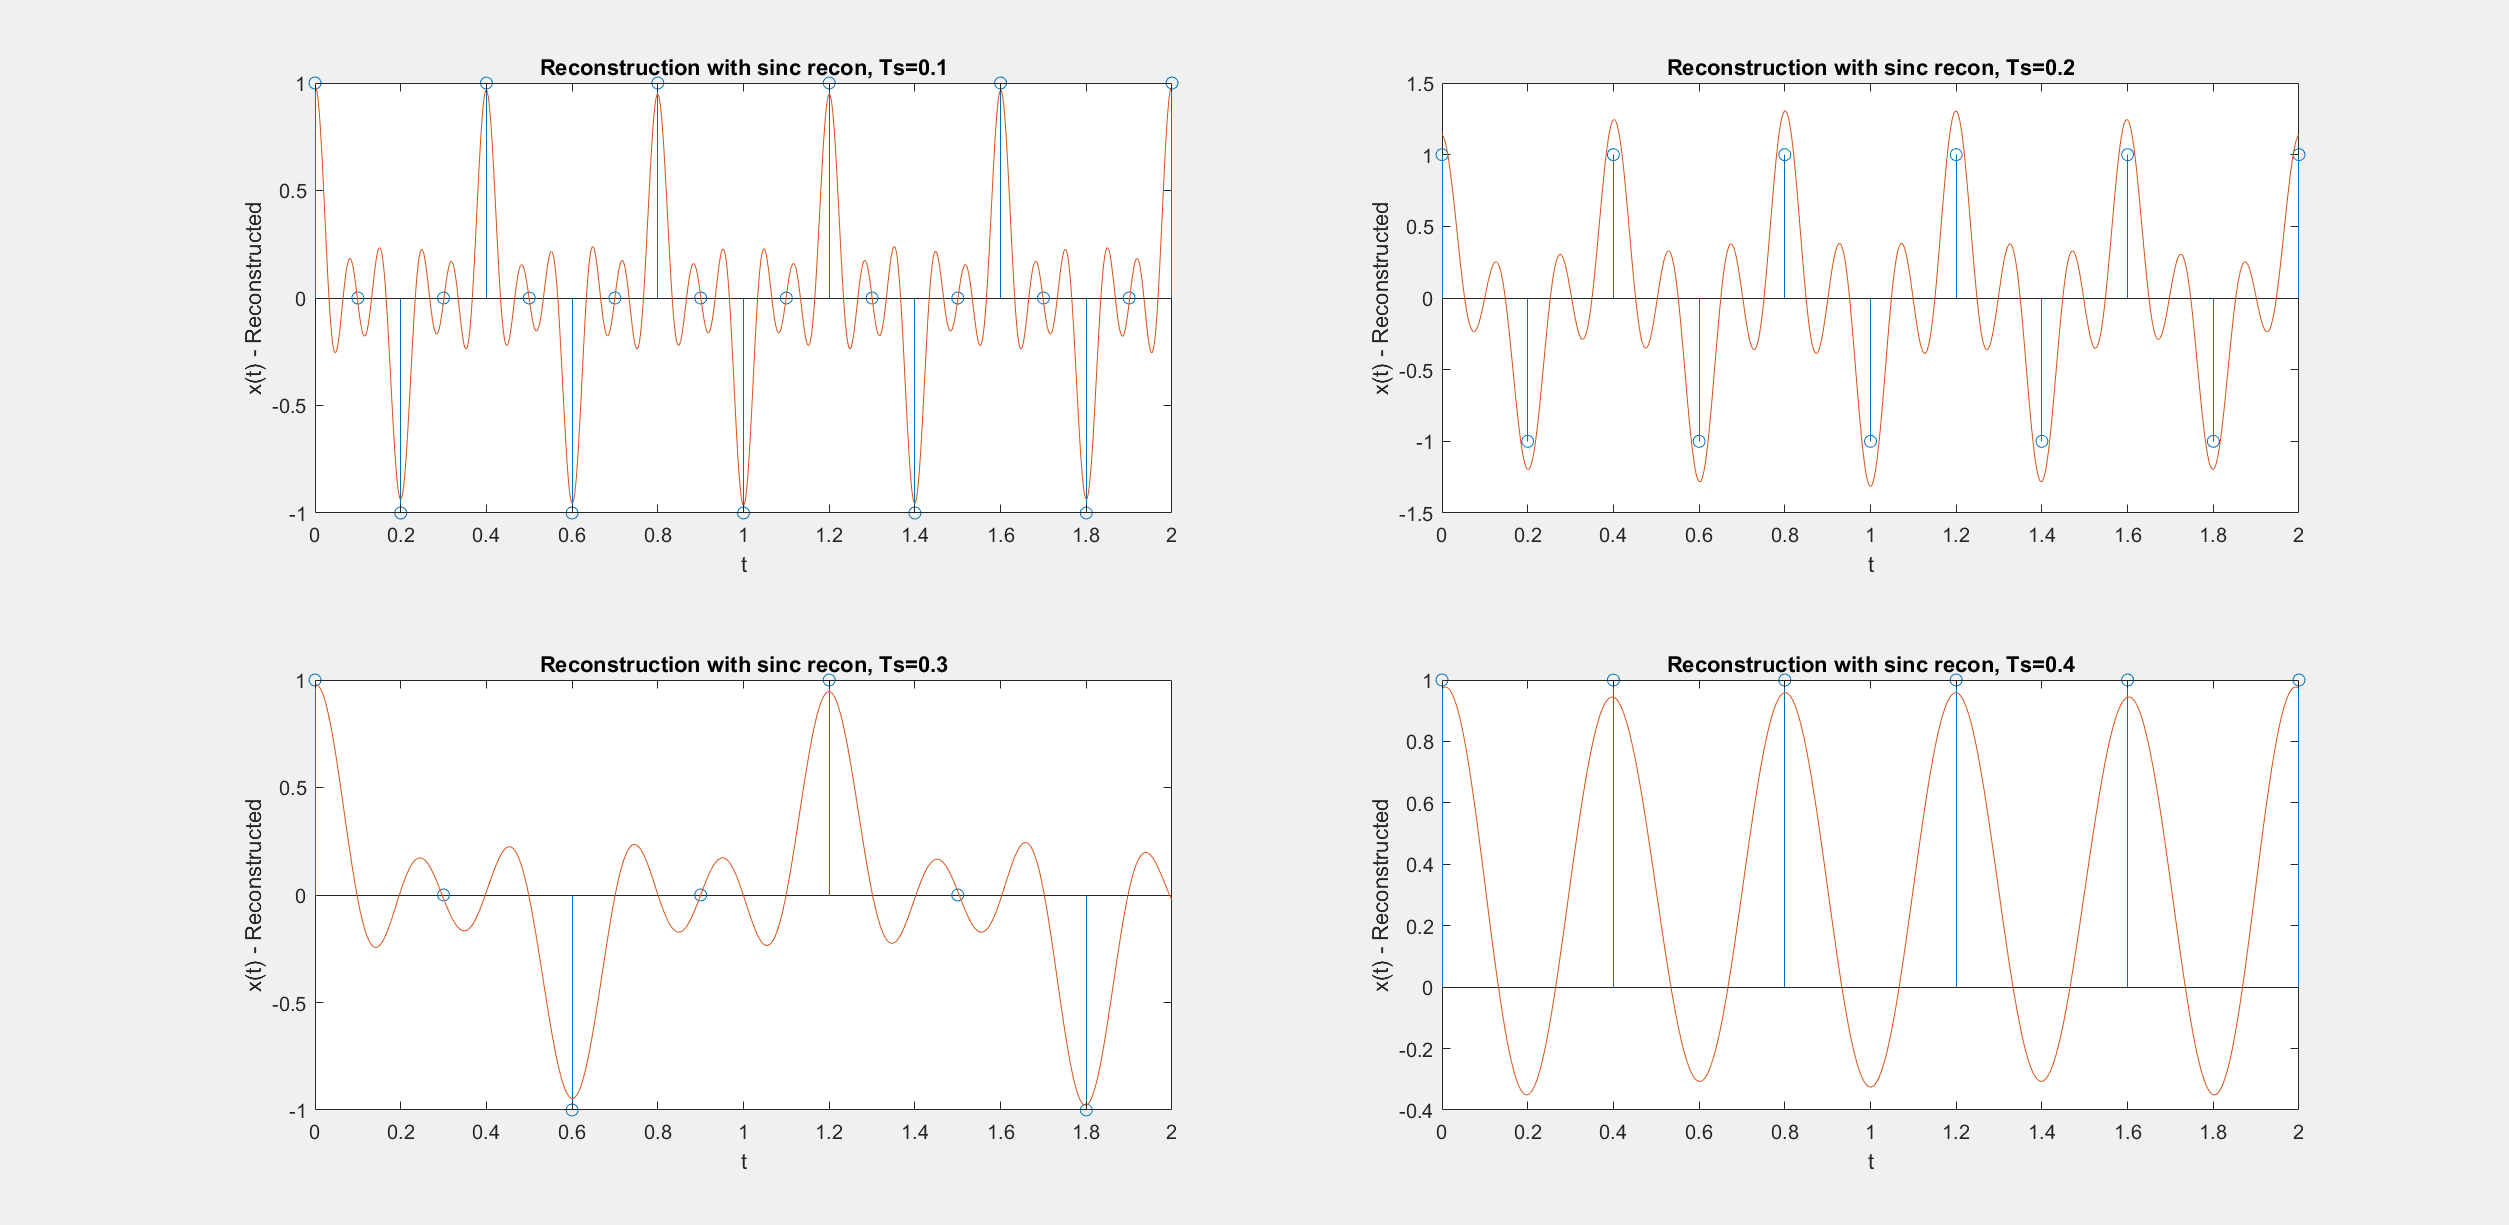 Reconstruction with sinc recon, Ts=0.1
1
0.5
0
-0.5
-1
x(t) - Reconstructed
0 0.2 0.4 0.6 0.8 1 1.2 1.4 1.6 1.8 2
t
Reconstruction with sinc recon, Ts=0.2
1.5
1
0.5
0
-0.5
-1
-1.5
x(t) - Reconstructed
0 0.2 0.4 0.6 0.8 1 1.2 1.4 1.6 1.8 2
t
Reconstruction with sinc recon, Ts=0.3
1
0.5
0
-0.5
-1
x(t) - Reconstructed
0 0.2 0.4 0.6 0.8 1 1.2 1.4 1.6 1.8 2
t
Reconstruction with sinc recon, Ts=0.4
1
0.8
0.6
0.4
0.2
0
-0.2
-0.4
x(t) - Reconstructed
0 0.2 0.4 0.6 0.8 1 1.2 1.4 1.6 1.8 2
t